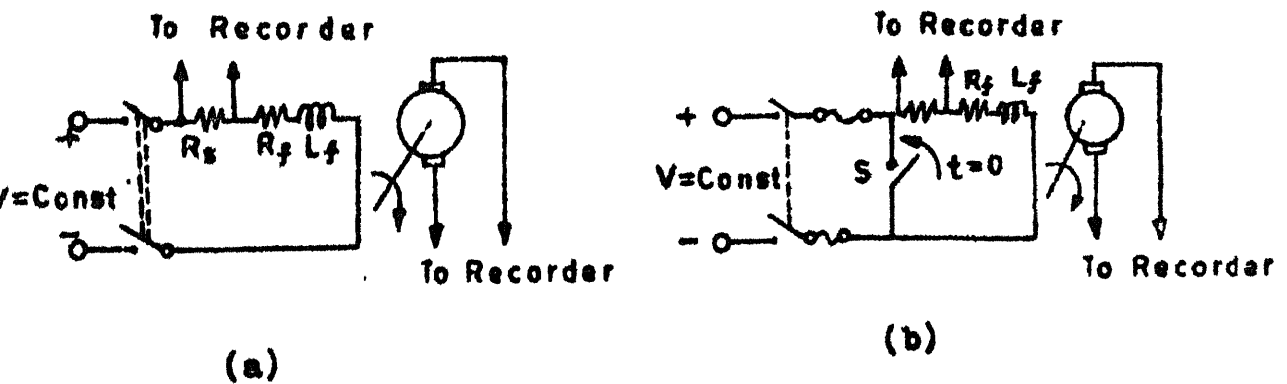 To Recorder
+
Rs Rf Lf
V=Const
-
To Recorder
(a)
To Recorder
Rf Lf
+
S t=0
V=Const
-
To Recorder
(b)